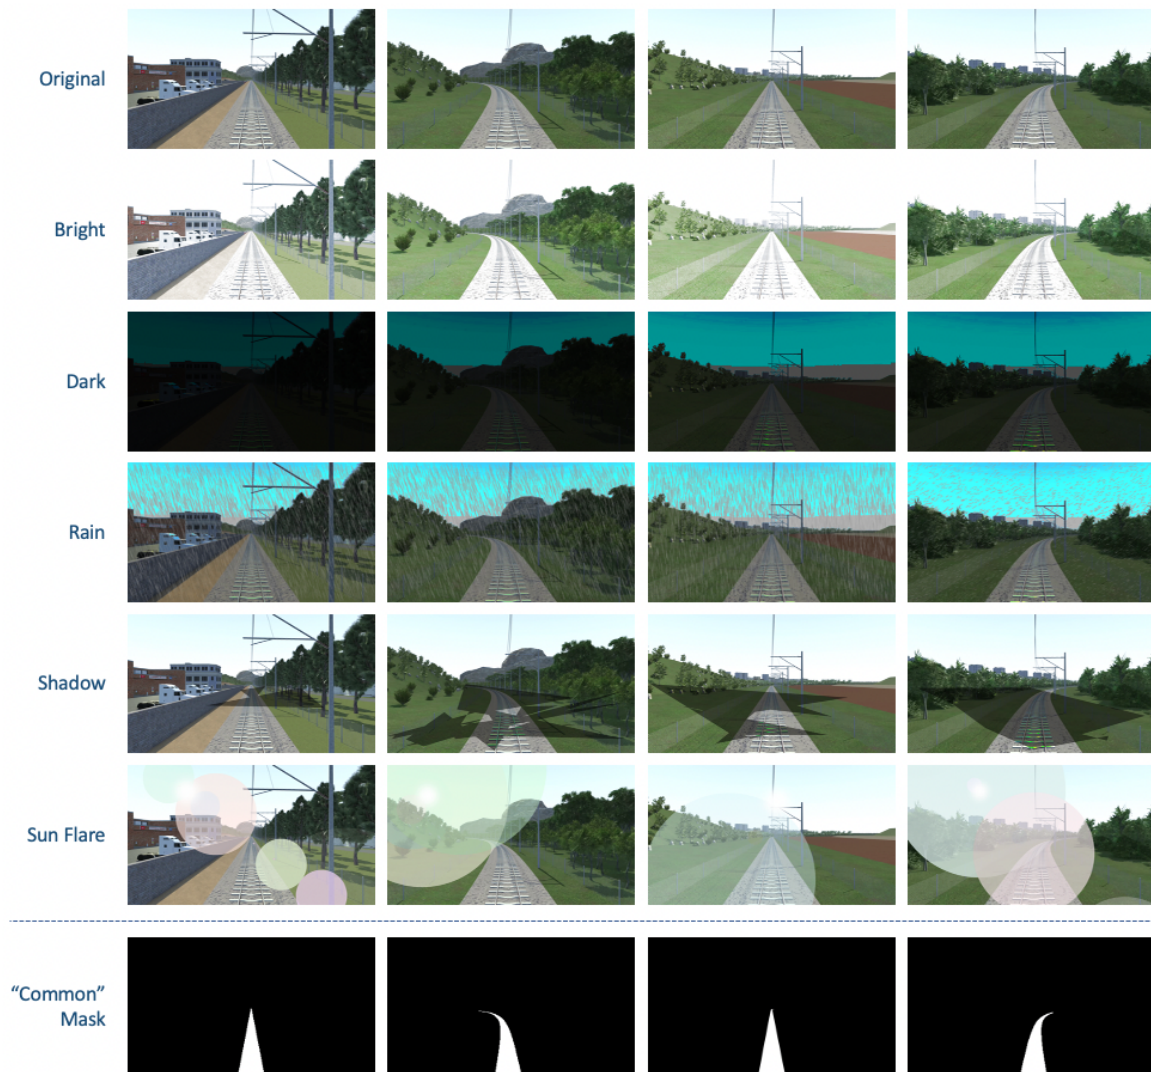 Original
Bright
Dark
Rain
Shadow
Sun Flare
“Common”
Mask